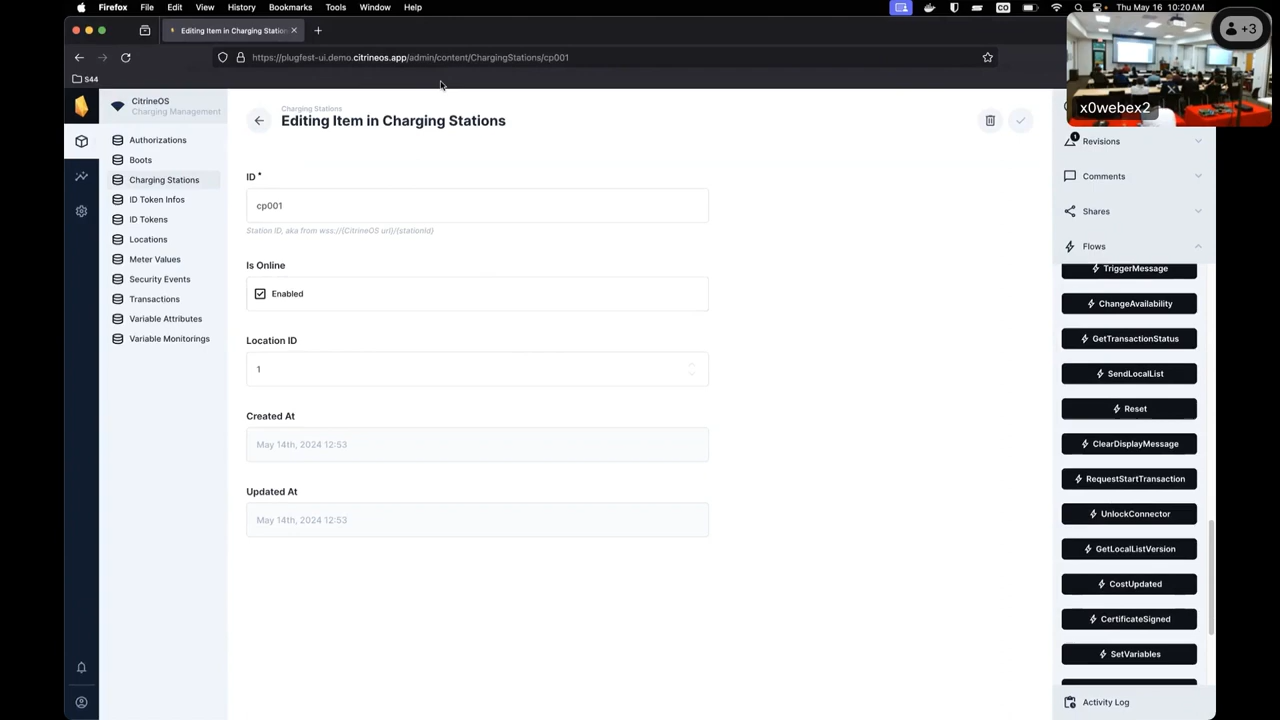 Firefox File Edit View History Bookmarks Tools Window Help
Thu May 16 10:20 AM
Editing Item in Charging Station
https://plugfest-ui.demo.citrineos.app/admin/content/ChargingStations/cp001
S44
+3
x0webex2
CitrineOS
Charging Management
Authorizations
Boots
Charging Stations
ID Token Infos
ID Tokens
Locations
Meter Values
Security Events
Transactions
Variable Attributes
Variable Monitorings
Charging Stations
Editing Item in Charging Stations
ID *
cp001
Station ID, aka from wss://{CitrineOS url}/{stationId}
Is Online
Enabled
Location ID
1
Created At
May 14th, 2024 12:53
Updated At
May 14th, 2024 12:53
1
Revisions
Comments
Shares
Flows
TriggerMessage
ChangeAvailability
GetTransactionStatus
SendLocalList
Reset
ClearDisplayMessage
RequestStartTransaction
UnlockConnector
GetLocalListVersion
CostUpdated
CertificateSigned
SetVariables
Activity Log